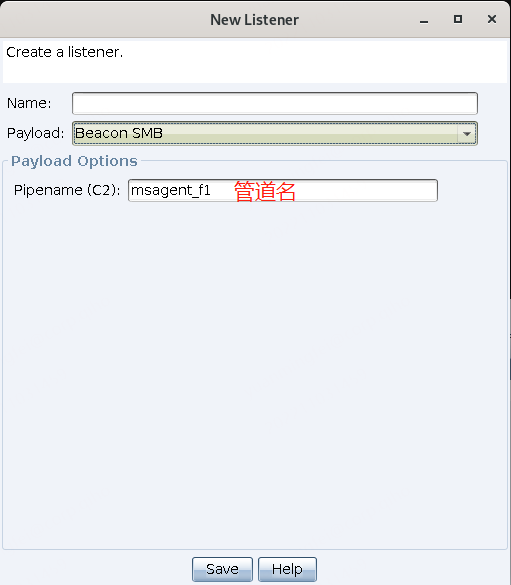 New Listener
Create a listener.
Name:
Payload: Beacon SMB
Payload Options
Pipename (C2): msagent_f1 管道名
Save Help